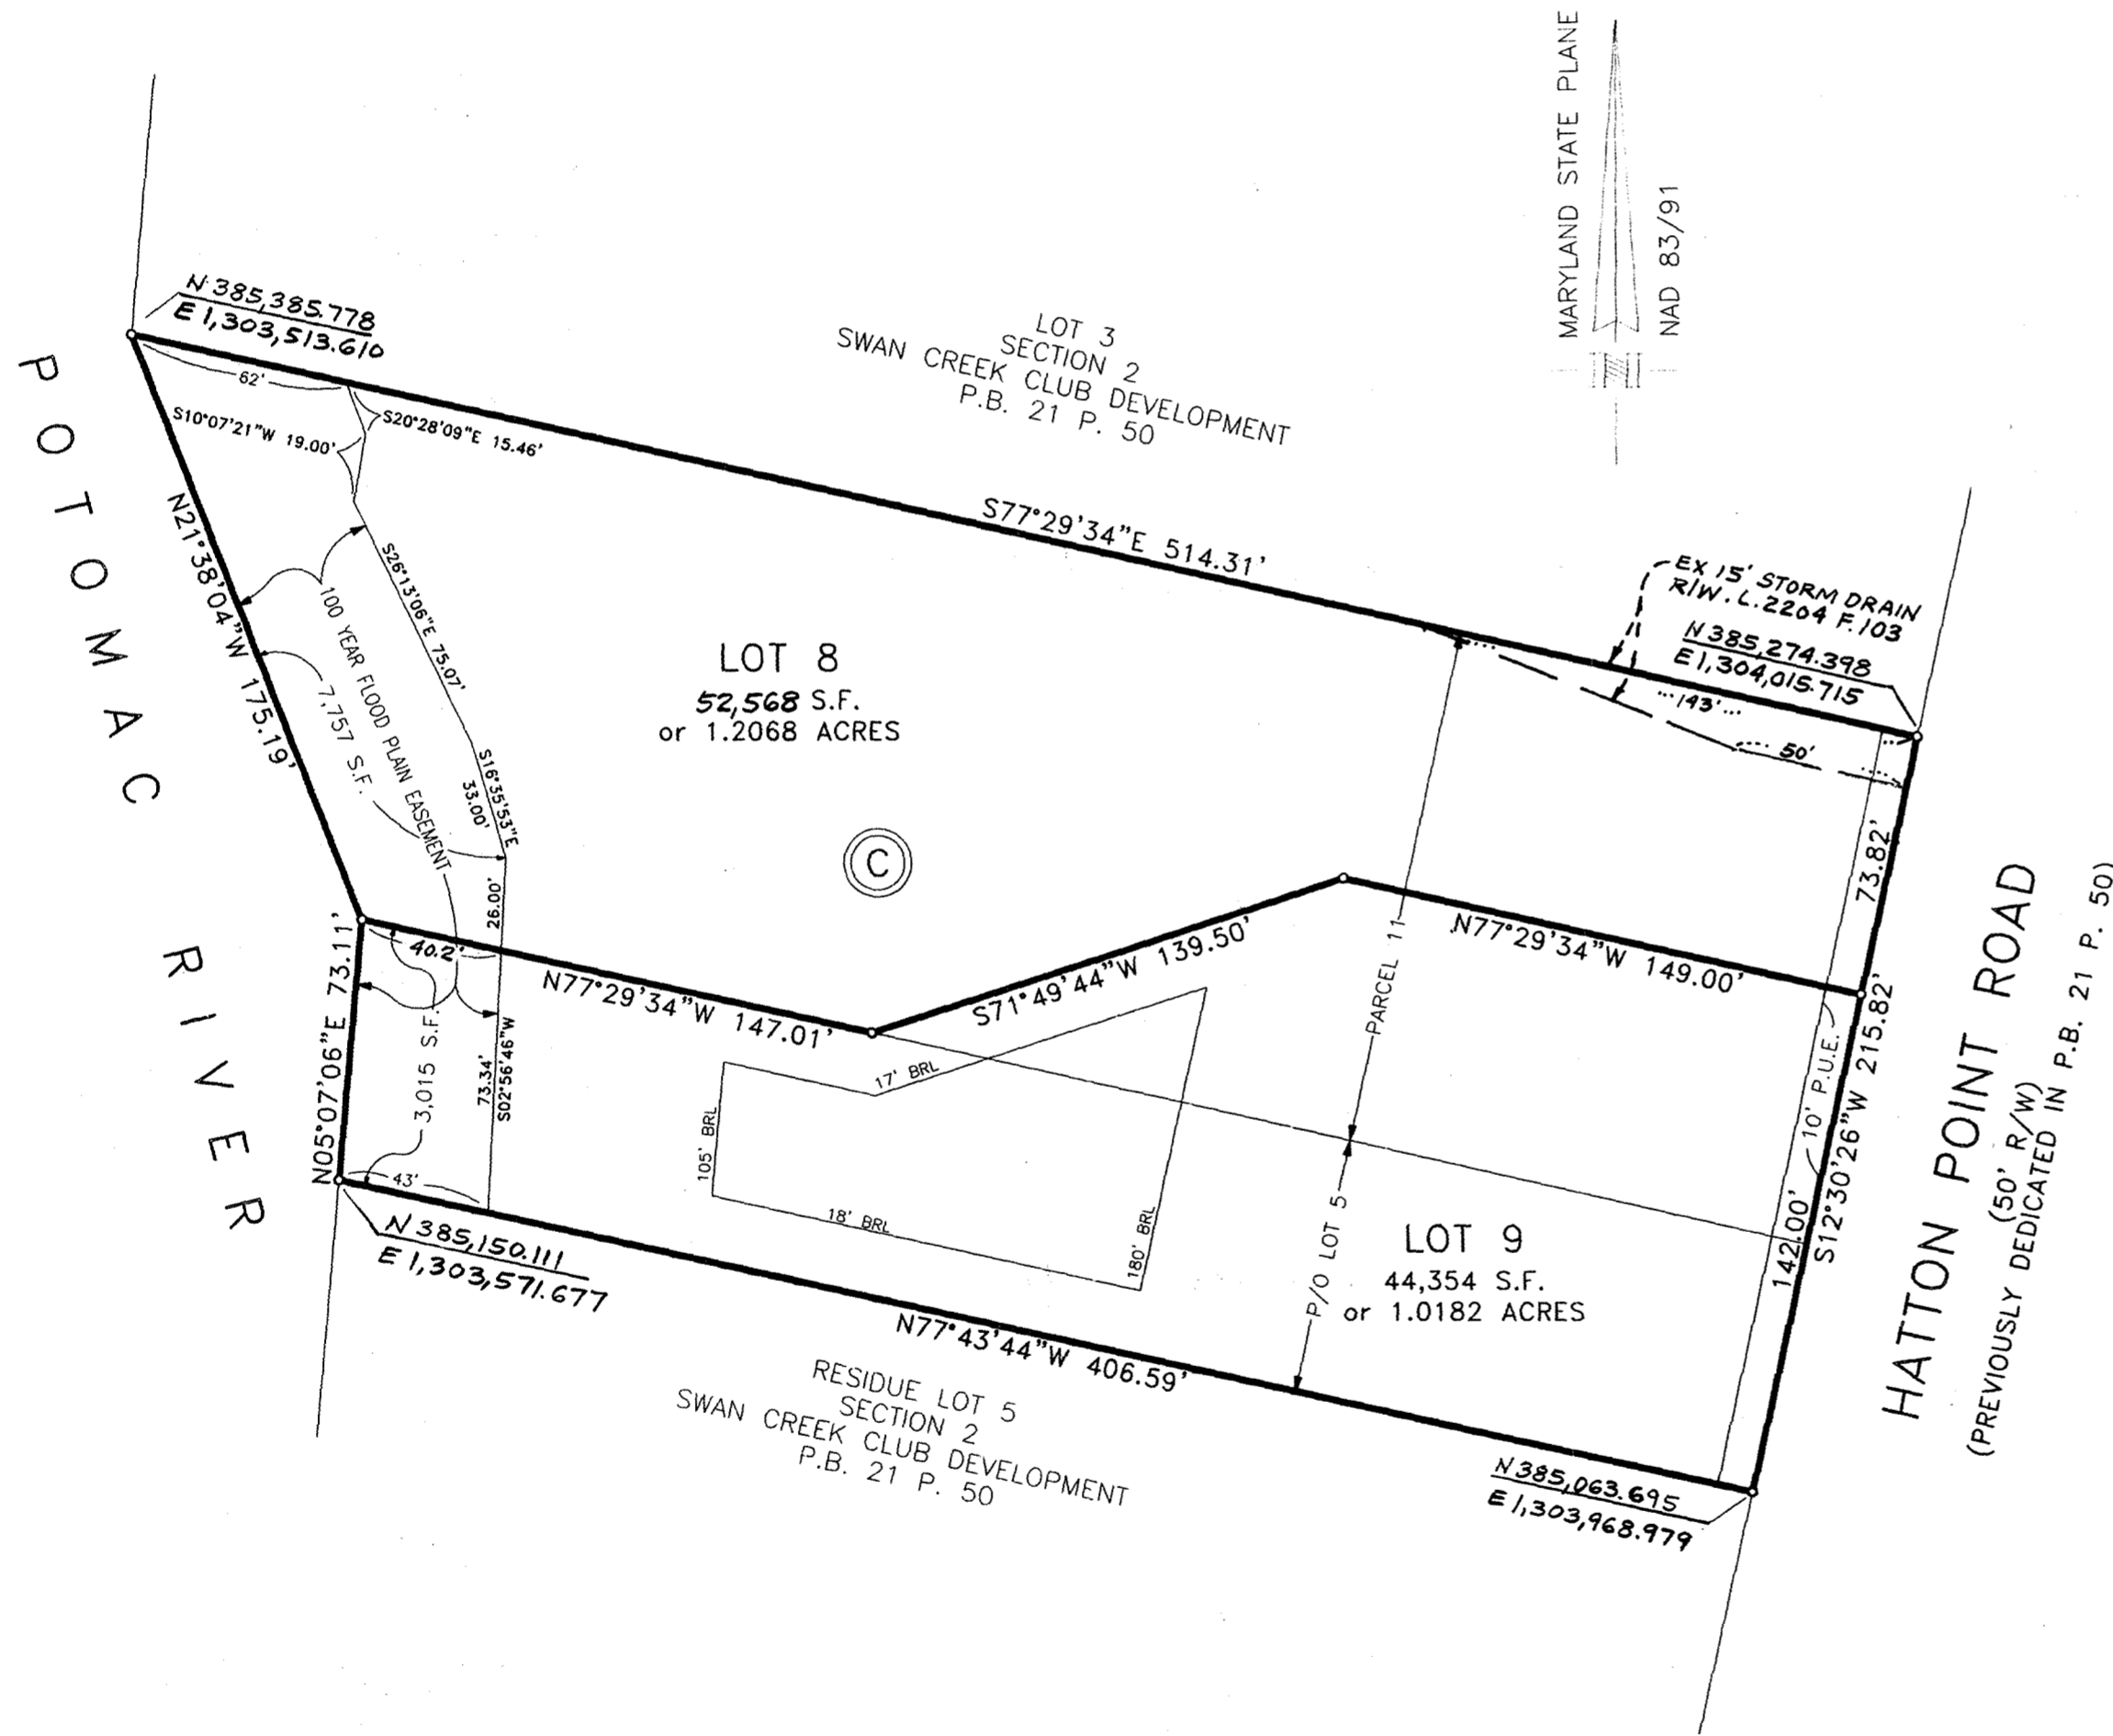 MARYLAND STATE PLANE
NAD 83/91
N 385,385.778
E 1,303,513.610
62'
S10°07'21"W 19.00'
S20°28'09"E 15.46'
LOT 3
SECTION 2
SWAN CREEK CLUB DEVELOPMENT
P.B. 21 P. 50
S77°29'34"E 514.31'
EX 15' STORM DRAIN
R/W. L.2204 F.103
N 385,274.398
E 1,304,015.715
193'
50'
POTOMAC RIVER
N21°38'04"W 175.19'
100 YEAR FLOOD PLAIN EASEMENT
7,757 S.F.
S26°13'06"E 75.07'
S16°35'53"E
33.00'
26.00'
LOT 8
52,568 S.F.
or 1.2068 ACRES
C
73.82'
40.2'
N77°29'34"W 147.01'
S71°49'44"W 139.50'
N77°29'34"W 149.00'
PARCEL 11
N05°07'06"E 73.11'
3,015 S.F.
73.34'
S02°56'46"W
43'
17' BRL
105' BRL
18' BRL
180' BRL
P/O LOT 5
LOT 9
44,354 S.F.
or 1.0182 ACRES
10' P.U.E.
142.00'
S12°30'26"W 215.82'
HATTON POINT ROAD
(50' R/W)
(PREVIOUSLY DEDICATED IN P.B. 21 P. 50)
N 385,150.111
E 1,303,571.677
N77°43'44"W 406.59'
RESIDUE LOT 5
SECTION 2
SWAN CREEK CLUB DEVELOPMENT
P.B. 21 P. 50
N 385,063.695
E 1,303,968.979